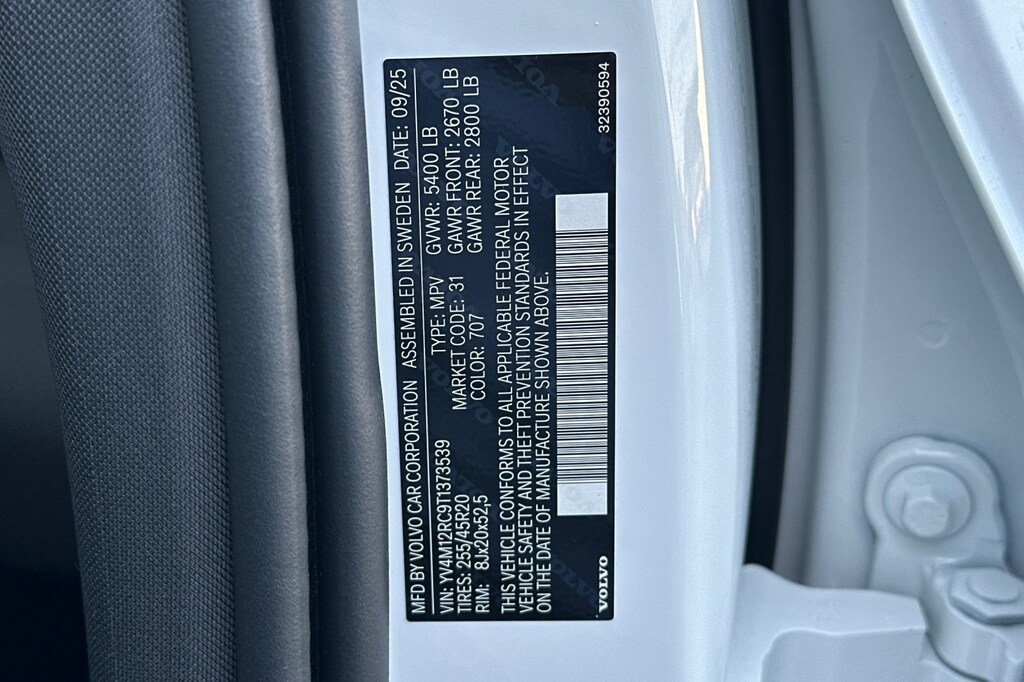 MFD BY VOLVO CAR CORPORATION ASSEMBLED IN SWEDEN DATE: 09/25
VIN: YV4M12RC9T1373539 TYPE: MPV GVWR: 5400 LB
TIRES: 255/45R20 MARKET CODE: 31 GAWR FRONT: 2670 LB
RIM: 8Jx20x52,5 COLOR: 707 GAWR REAR: 2800 LB
THIS VEHICLE CONFORMS TO ALL APPLICABLE FEDERAL MOTOR
VEHICLE SAFETY AND THEFT PREVENTION STANDARDS IN EFFECT
ON THE DATE OF MANUFACTURE SHOWN ABOVE.
VOLVO 32390594